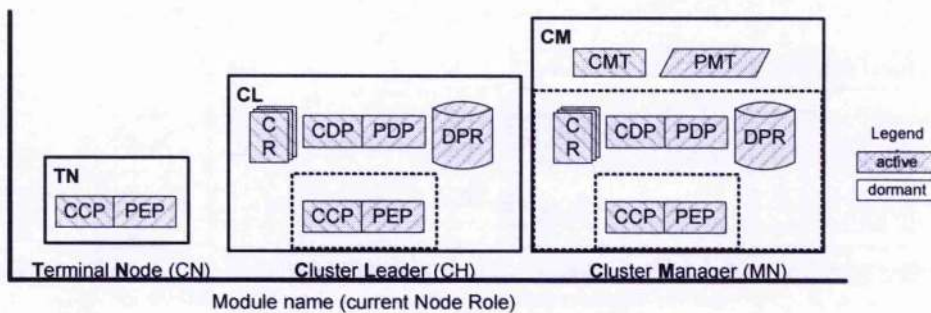 CM
CMT PMT
CL
C
R
CDP PDP
DPR
C
R
CDP PDP
DPR
Legend
active
dormant
TN
CCP PEP
CCP PEP
CCP PEP
Terminal Node (CN)
Cluster Leader (CH)
Cluster Manager (MN)
Module name (current Node Role)